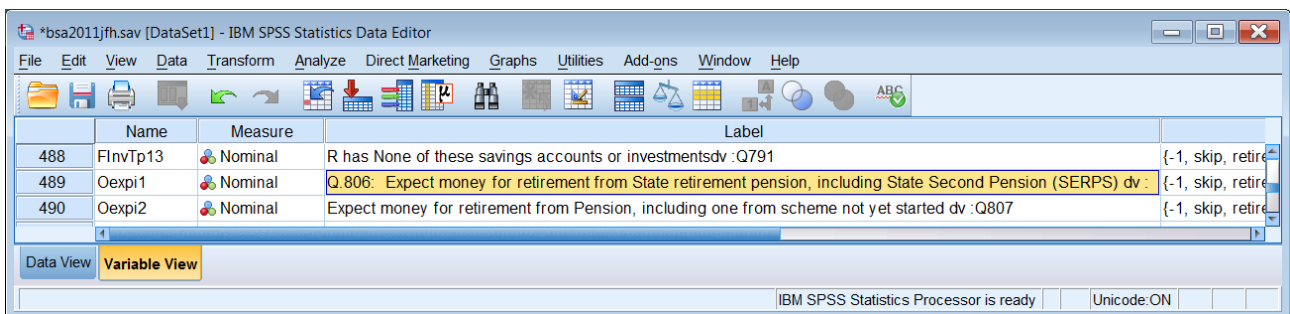 *bsa2011jfh.sav [DataSet1] - IBM SPSS Statistics Data Editor
File Edit View Data Transform Analyze Direct Marketing Graphs Utilities Add-ons Window Help
Name Measure Label
488 FInvTp13 Nominal R has None of these savings accounts or investmentsdv :Q791 {-1, skip, retire
489 Oexpi1 Nominal Q.806: Expect money for retirement from State retirement pension, including State Second Pension (SERPS) dv : {-1, skip, retire
490 Oexpi2 Nominal Expect money for retirement from Pension, including one from scheme not yet started dv :Q807 {-1, skip, retire
Data View Variable View
IBM SPSS Statistics Processor is ready Unicode:ON